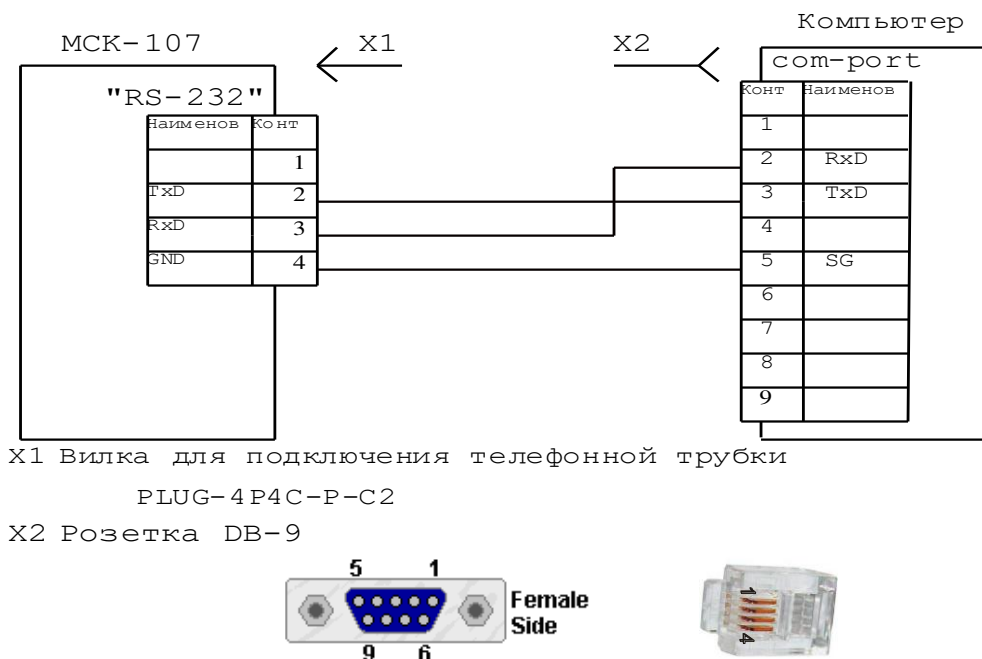 Компьютер
МСК-107
X1
X2
com-port
"RS-232"
Наименов Конт
1
TxD 2
RxD 3
GND 4
Конт Наименов
1
2 RxD
3 TxD
4
5 SG
6
7
8
9
X1 Вилка для подключения телефонной трубки
PLUG-4P4C-P-C2
X2 Розетка DB-9
5 1
Female
Side
9 6
1
4